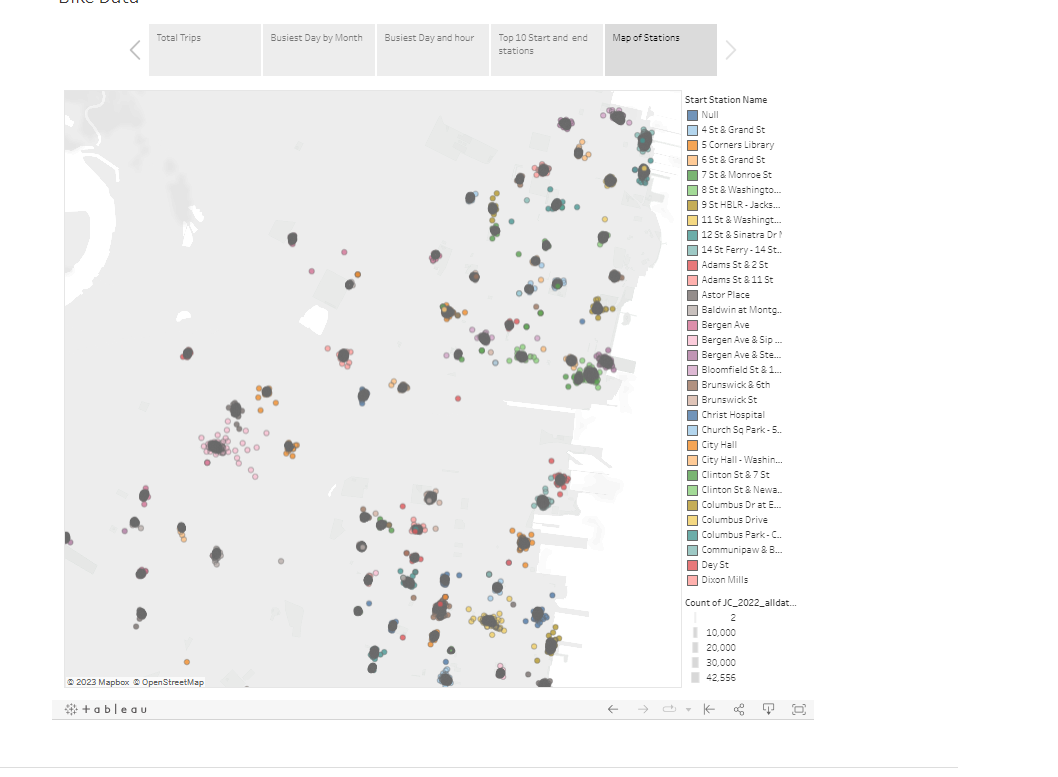 Bike Data
Total Trips
Busiest Day by Month
Busiest Day and hour
Top 10 Start and end
stations
Map of Stations
Start Station Name
Null
4 St & Grand St
5 Corners Library
6 St & Grand St
7 St & Monroe St
8 St & Washingto...
9 St HBLR - Jacks...
11 St & Washingt...
12 St & Sinatra Dr N
14 St Ferry - 14 St...
Adams St & 2 St
Adams St & 11 St
Astor Place
Baldwin at Montg..
Bergen Ave
Bergen Ave & Sip ...
Bergen Ave & Ste...
Bloomfield St & 1...
Brunswick & 6th
Brunswick St
Christ Hospital
Church Sq Park - 5..
City Hall
City Hall - Washin...
Clinton St & 7 St
Clinton St & Newa..
Columbus Dr at E...
Columbus Drive
Columbus Park - C...
Communipaw & B...
Dey St
Dixon Mills
Count of JC_2022_alldat...
2
10,000
20,000
30,000
42,556
© 2023 Mapbox © OpenStreetMap
+ableau